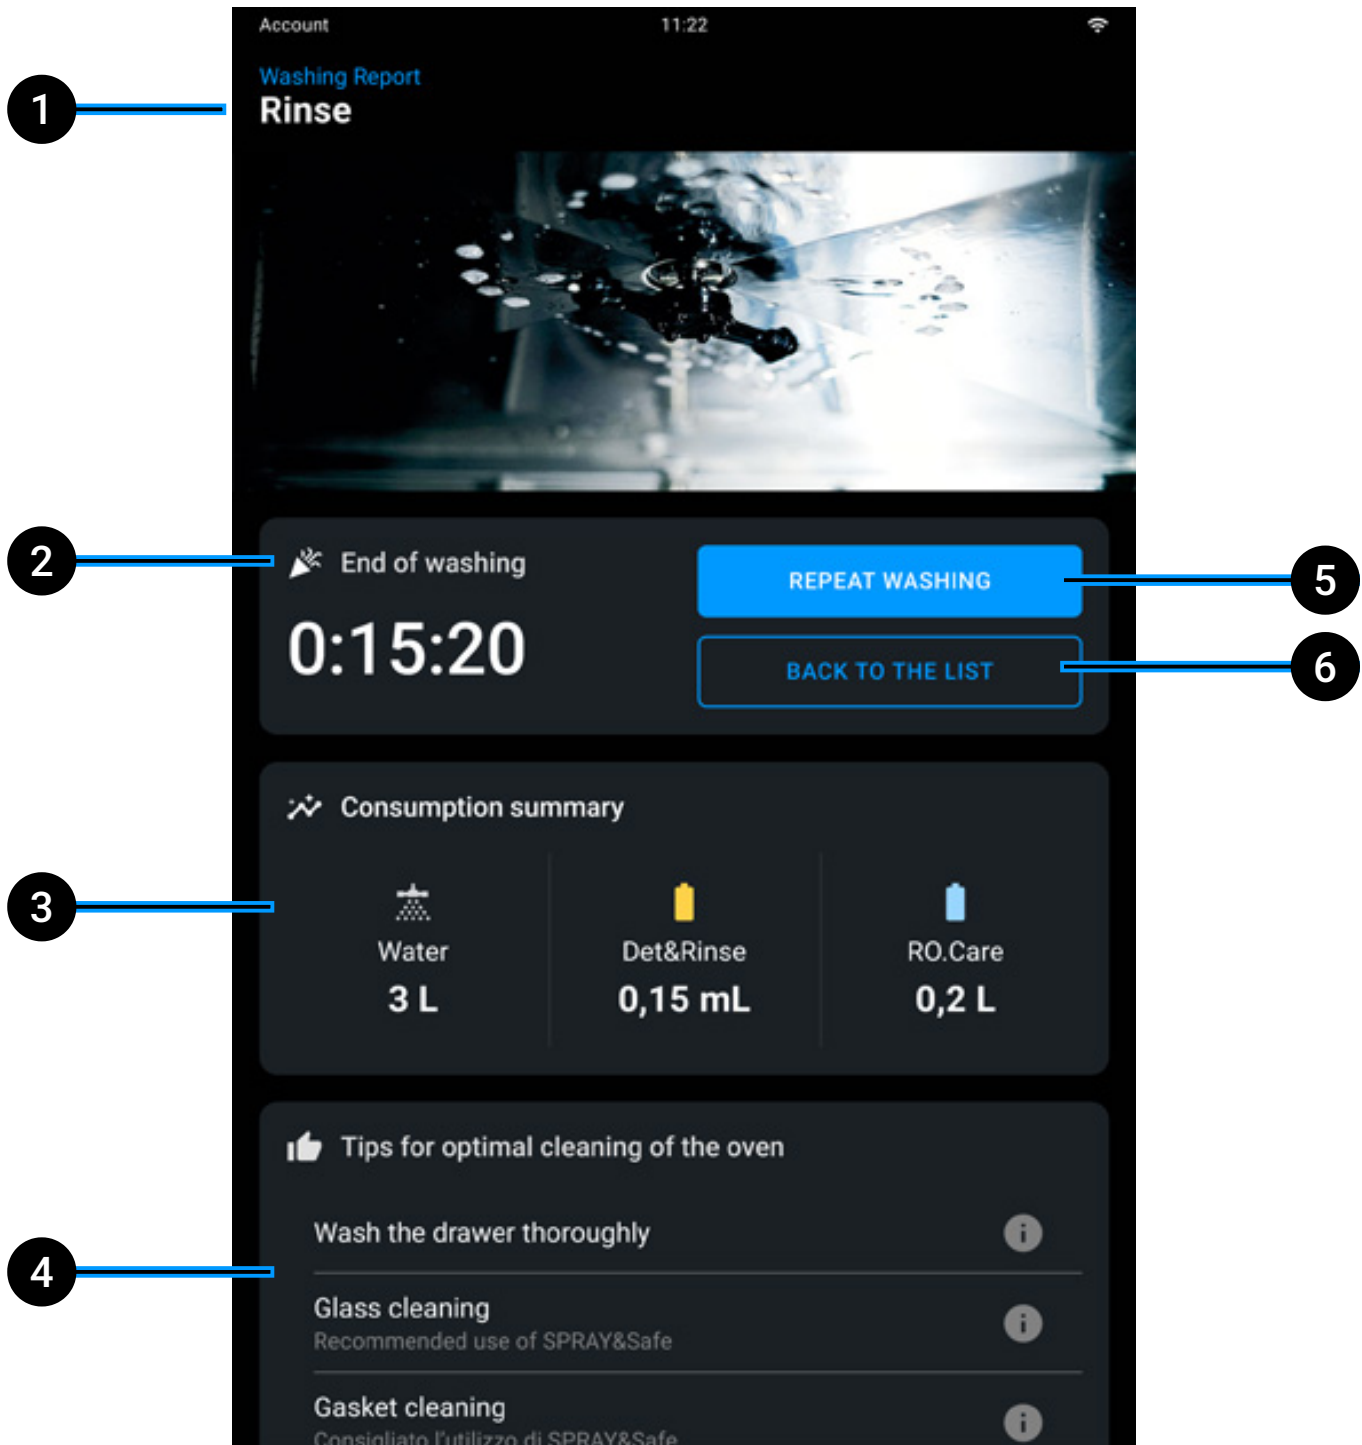 Account 11:22
Washing Report
Rinse
1
2
End of washing
0:15:20
REPEAT WASHING
5
BACK TO THE LIST
6
Consumption summary
3
Water Det&Rinse RO.Care
3 L 0,15 mL 0,2 L
Tips for optimal cleaning of the oven
Wash the drawer thoroughly
4
Glass cleaning
Recommended use of SPRAY&Safe
Gasket cleaning
Consigliato l'utilizzo di SPRAY&Safe